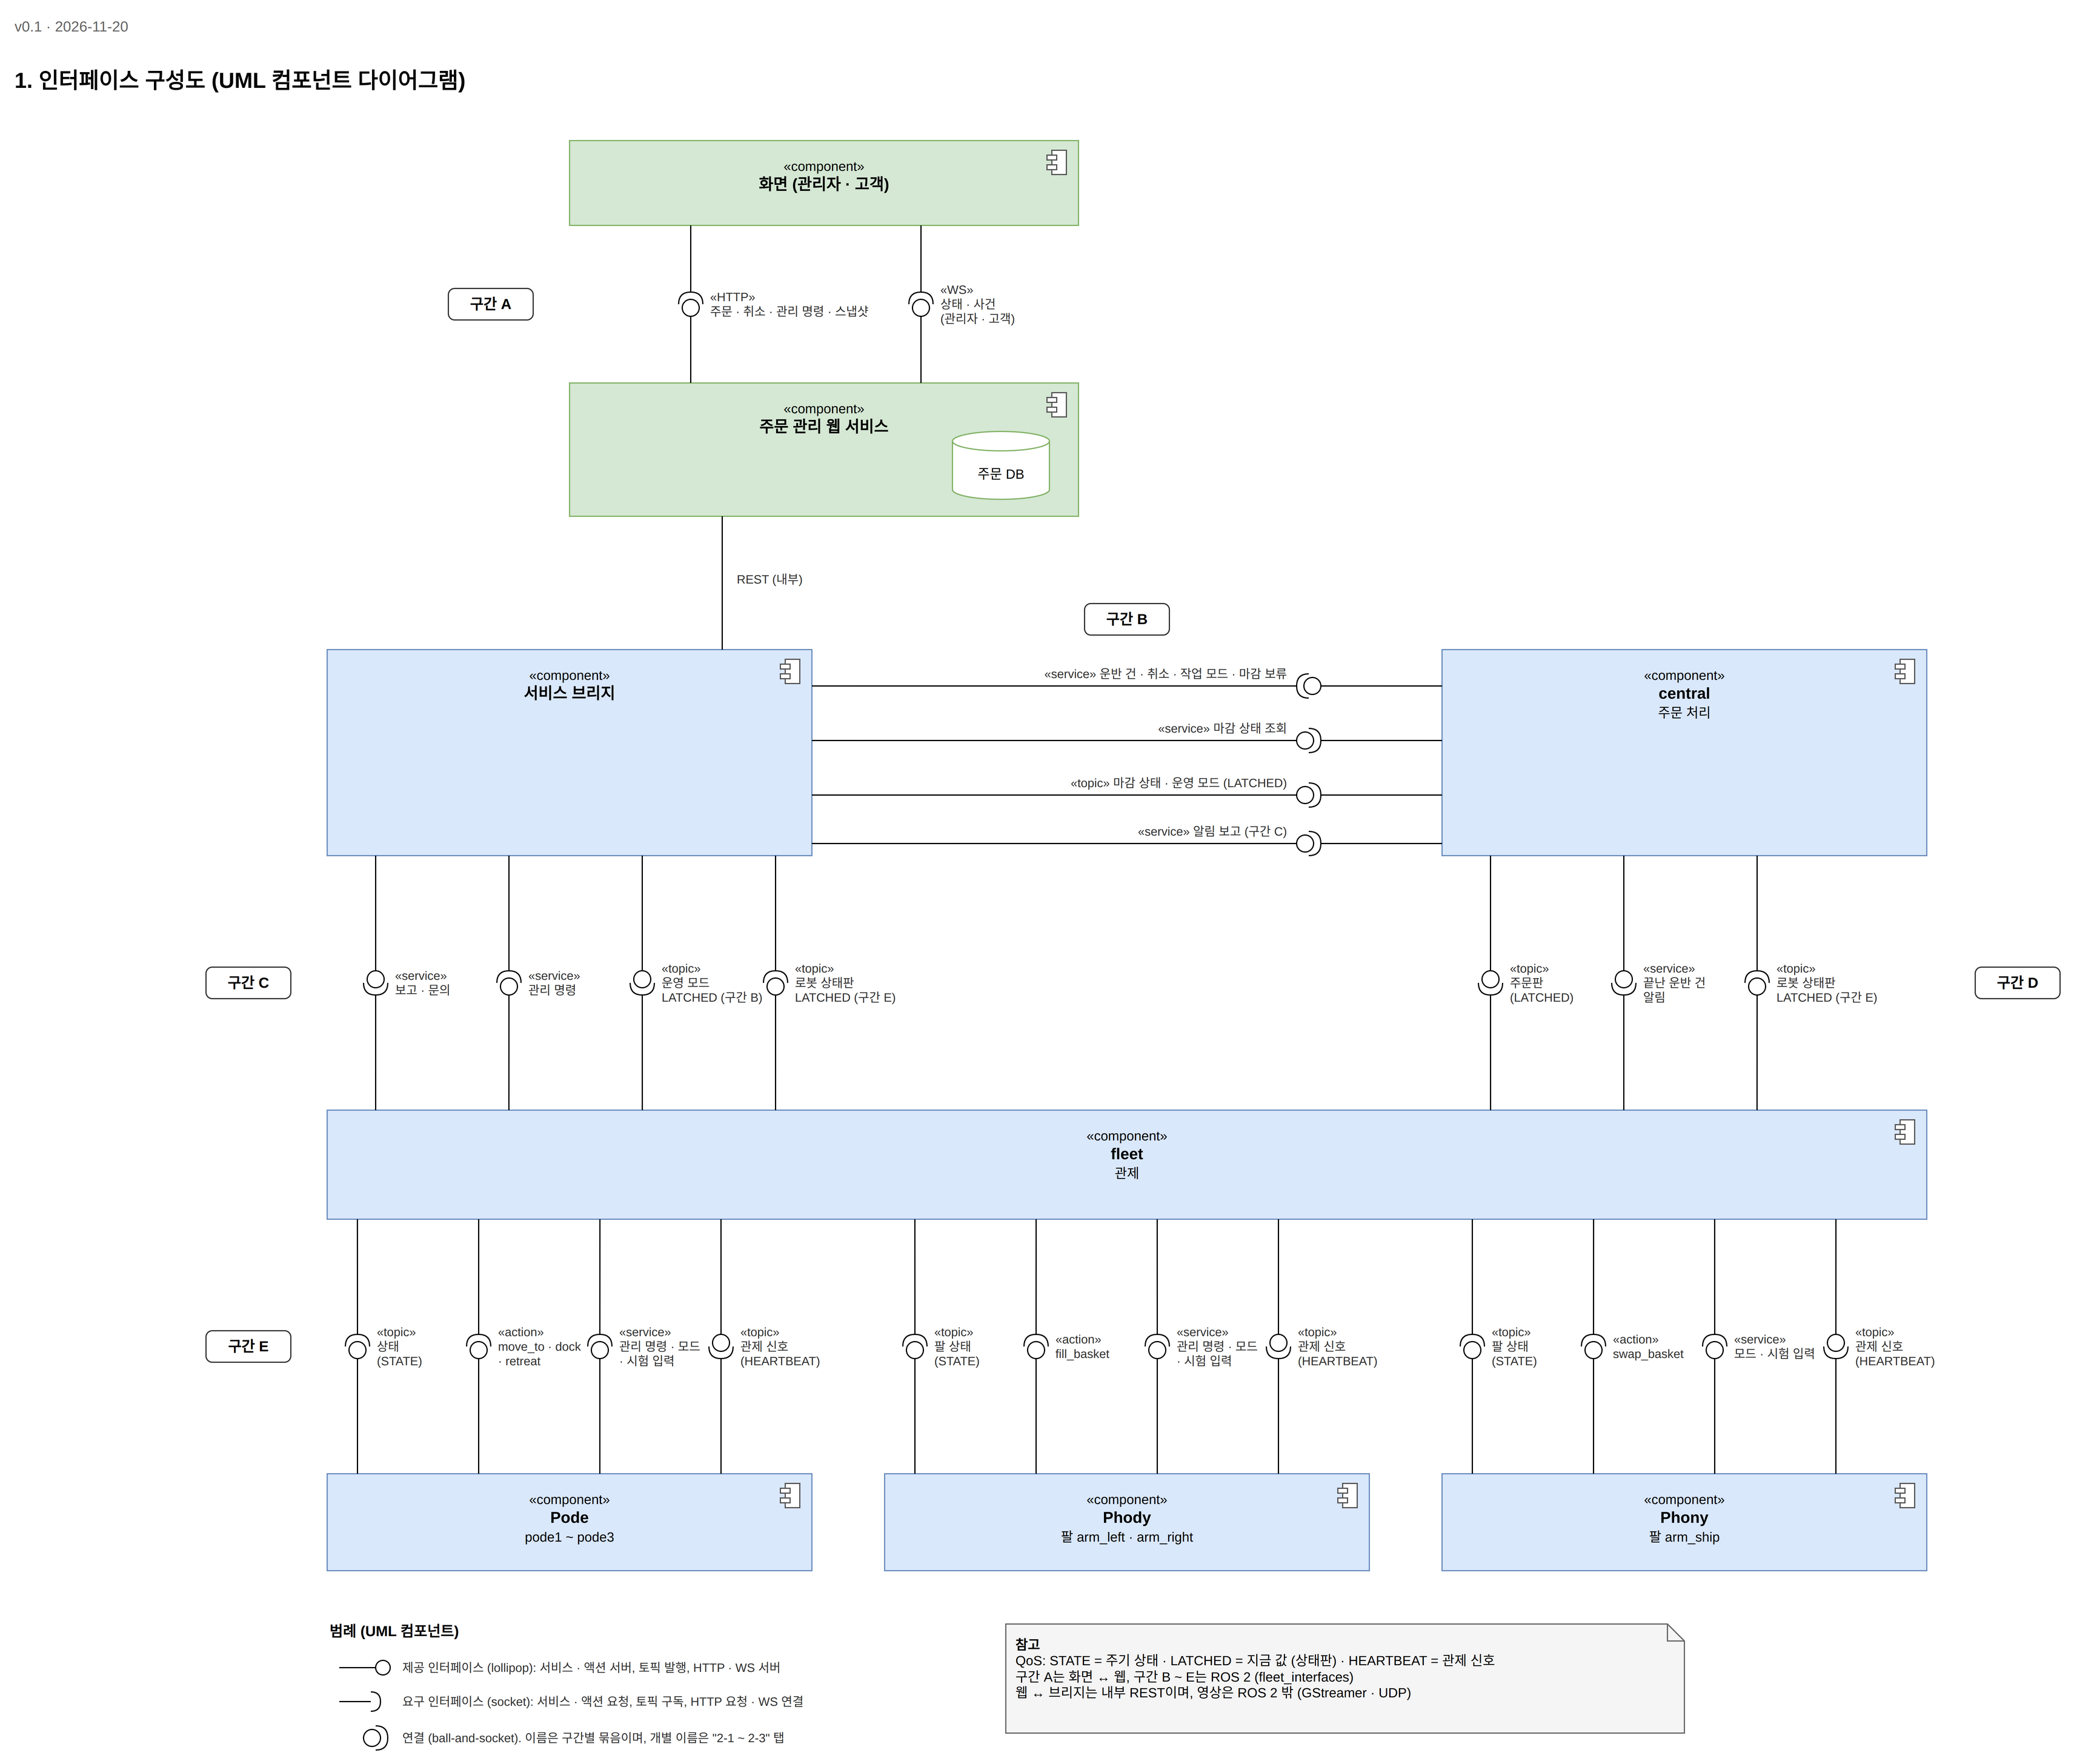 v0.1 · 2026-11-20
1. 인터페이스 구성도 (UML 컴포넌트 다이어그램)
«component»
화면 (관리자 · 고객)
구간 A
«HTTP»
주문 · 취소 · 관리 명령 · 스냅샷
«WS»
상태 · 사건
(관리자 · 고객)
«component»
주문 관리 웹 서비스
주문 DB
REST (내부)
구간 B
«component»
서비스 브리지
«service» 운반 건 · 취소 · 작업 모드 · 마감 보류
«service» 마감 상태 조회
«topic» 마감 상태 · 운영 모드 (LATCHED)
«service» 알림 보고 (구간 C)
«component»
central
주문 처리
구간 C
«service»
보고 · 문의
«service»
관리 명령
«topic»
운영 모드
LATCHED (구간 B)
«topic»
로봇 상태판
LATCHED (구간 E)
«topic»
주문판
(LATCHED)
«service»
끝난 운반 건
알림
«topic»
로봇 상태판
LATCHED (구간 E)
구간 D
«component»
fleet
관제
구간 E
«topic»
상태
(STATE)
«action»
move_to · dock
· retreat
«service»
관리 명령 · 모드
· 시험 입력
«topic»
관제 신호
(HEARTBEAT)
«topic»
팔 상태
(STATE)
«action»
fill_basket
«service»
관리 명령 · 모드
· 시험 입력
«topic»
관제 신호
(HEARTBEAT)
«topic»
팔 상태
(STATE)
«action»
swap_basket
«service»
모드 · 시험 입력
«topic»
관제 신호
(HEARTBEAT)
«component»
Pode
pode1 ~ pode3
«component»
Phody
팔 arm_left · arm_right
«component»
Phony
팔 arm_ship
범례 (UML 컴포넌트)
제공 인터페이스 (lollipop): 서비스 · 액션 서버, 토픽 발행, HTTP · WS 서버
요구 인터페이스 (socket): 서비스 · 액션 요청, 토픽 구독, HTTP 요청 · WS 연결
연결 (ball-and-socket). 이름은 구간별 묶음이며, 개별 이름은 "2-1 ~ 2-3" 탭
참고
QoS: STATE = 주기 상태 · LATCHED = 지금 값 (상태판) · HEARTBEAT = 관제 신호
구간 A는 화면 ↔ 웹, 구간 B ~ E는 ROS 2 (fleet_interfaces)
웹 ↔ 브리지는 내부 REST이며, 영상은 ROS 2 밖 (GStreamer · UDP)